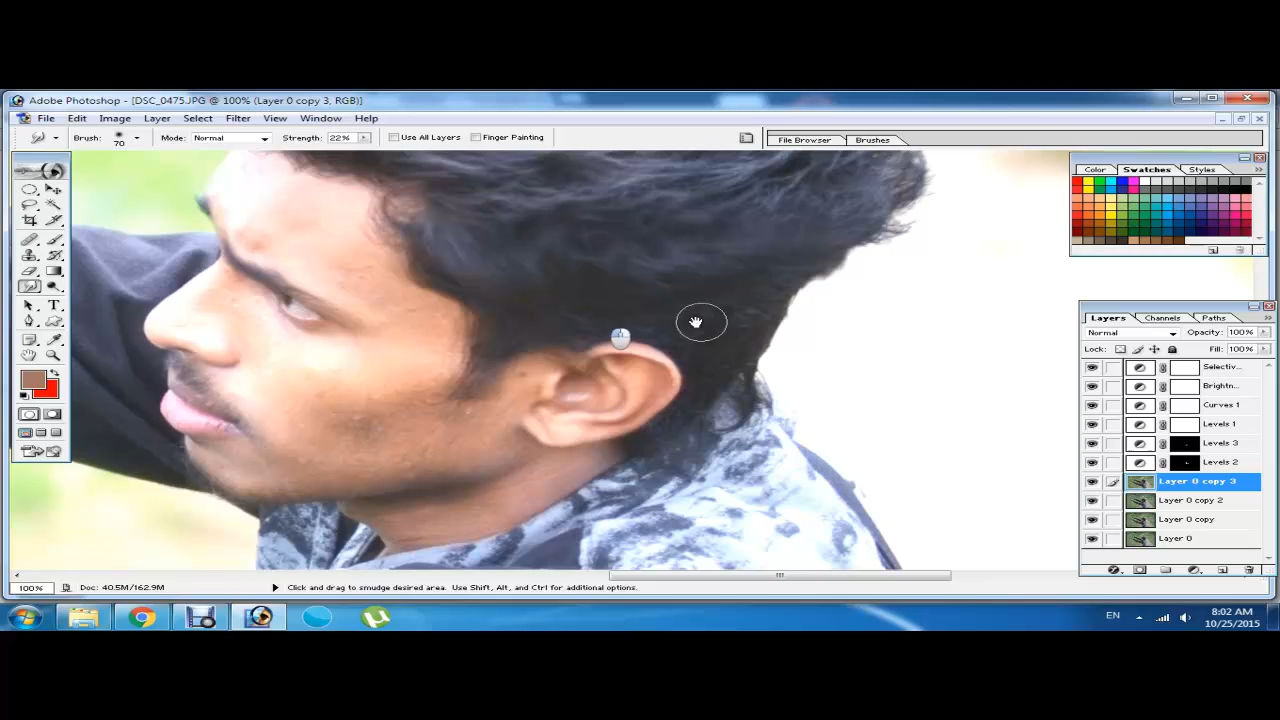 Adobe Photoshop - [DSC_0475.JPG @ 100% (Layer 0 copy 3, RGB)]
File Edit Image Layer Select Filter View Window Help
Brush: 70 Mode: Normal Strength: 22% Use All Layers Finger Painting File Browser Brushes
Color Swatches Styles
Layers Channels Paths
Normal Opacity: 100%
Lock: Fill: 100%
Selectiv...
Brightn...
Curves 1
Levels 1
Levels 3
Levels 2
Layer 0 copy 3
Layer 0 copy 2
Layer 0 copy
Layer 0
100% Doc: 40.5M/162.9M Click and drag to smudge desired area. Use Shift, Alt, and Ctrl for additional options.
EN 8:02 AM
10/25/2015